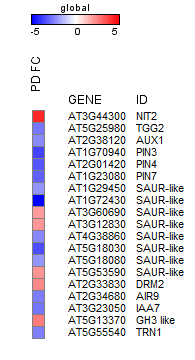 global
-5 0 5
PD FC
GENE ID
AT3G44300 NIT2
AT5G25980 TGG2
AT2G38120 AUX1
AT1G70940 PIN3
AT2G01420 PIN4
AT1G23080 PIN7
AT1G29450 SAUR-like
AT1G72430 SAUR-like
AT3G60690 SAUR-like
AT3G12830 SAUR-like
AT4G38860 SAUR-like
AT5G18030 SAUR-like
AT5G18080 SAUR-like
AT5G53590 SAUR-like
AT2G33830 DRM2
AT2G34680 AIR9
AT3G23050 IAA7
AT5G13370 GH3 like
AT5G55540 TRN1